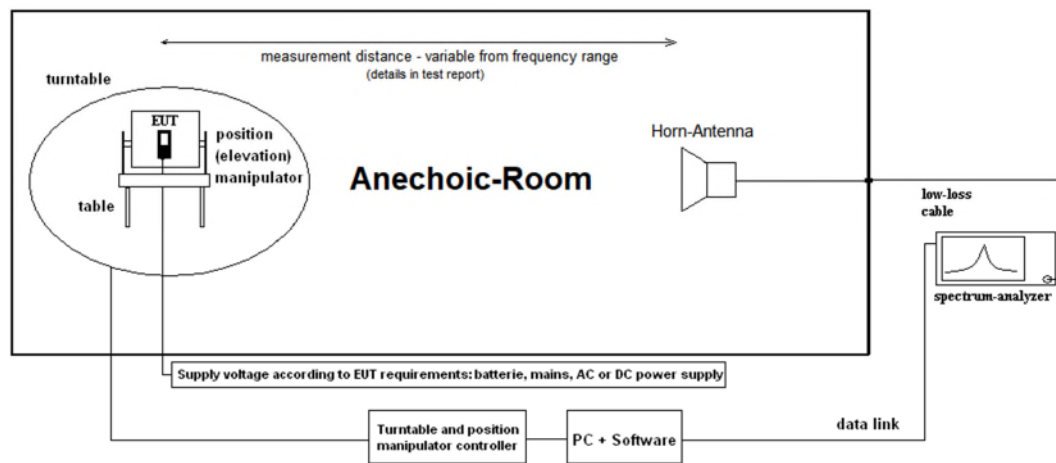 measurement distance - variable from frequency range
(details in test report)
turntable
EUT
position
(elevation)
manipulator
table
Horn-Antenna
Anechoic-Room
low-loss
cable
spectrum-analyzer
Supply voltage according to EUT requirements: batterie, mains, AC or DC power supply
Turntable and position
manipulator controller
PC + Software
data link